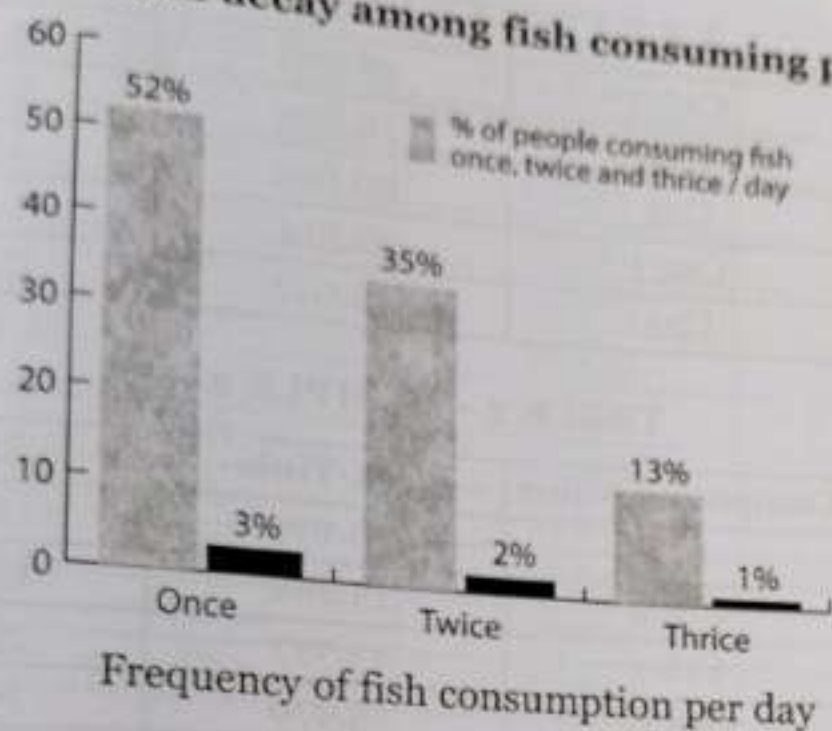 decay among fish consuming
60
52%
50
% of people consuming fish
once, twice and thrice / day
40
35%
30
20
13%
10
3%
2%
1%
0
Once
Twice
Thrice
Frequency of fish consumption per day